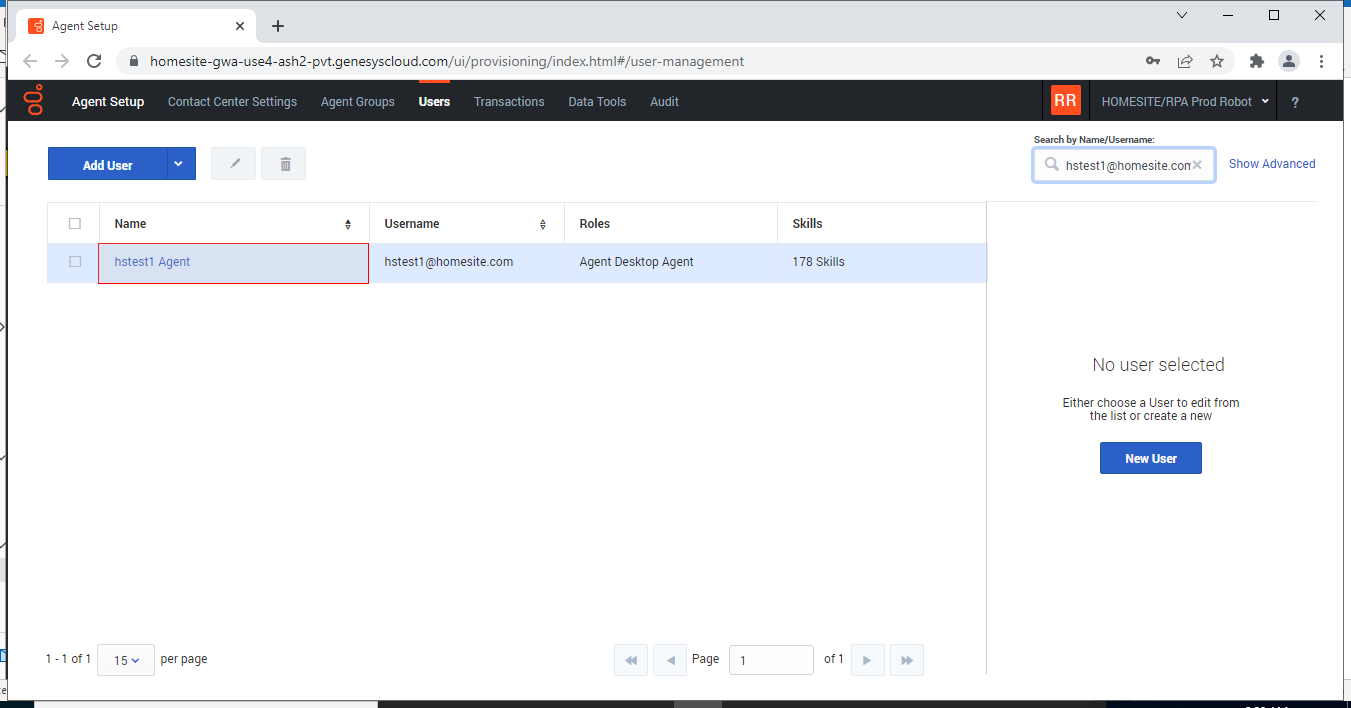 Agent Setup
homesite-gwa-use4-ash2-pvt.genesyscloud.com/ui/provisioning/index.html#/user-management
Agent Setup Contact Center Settings Agent Groups Users Transactions Data Tools Audit RR HOMESITE/RPA Prod Robot ?
Search by Name/Username:
Add User hstest1@homesite.com Show Advanced
Name Username Roles Skills
hstest1 Agent hstest1@homesite.com Agent Desktop Agent 178 Skills
No user selected
Either choose a User to edit from
the list or create a new
New User
1 - 1 of 1 15 per page Page 1 of 1